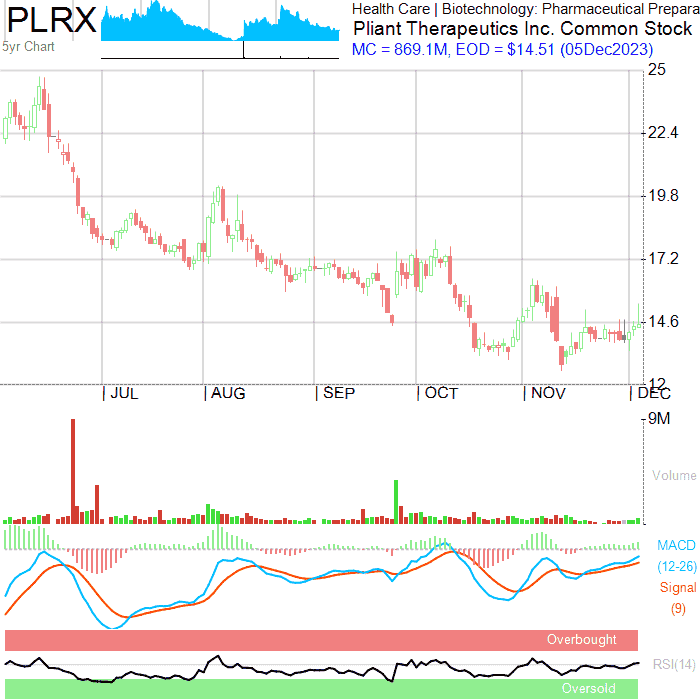 PLRX
5yr Chart
Health Care | Biotechnology: Pharmaceutical Prepara
Pliant Therapeutics Inc. Common Stock
MC = 869.1M, EOD = $14.51 (05Dec2023)
25
22.4
19.8
17.2
14.6
12
| JUL | AUG | SEP | OCT | NOV | DEC
9M
Volume
MACD
(12-26)
Signal
(9)
Overbought
RSI(14)
Oversold